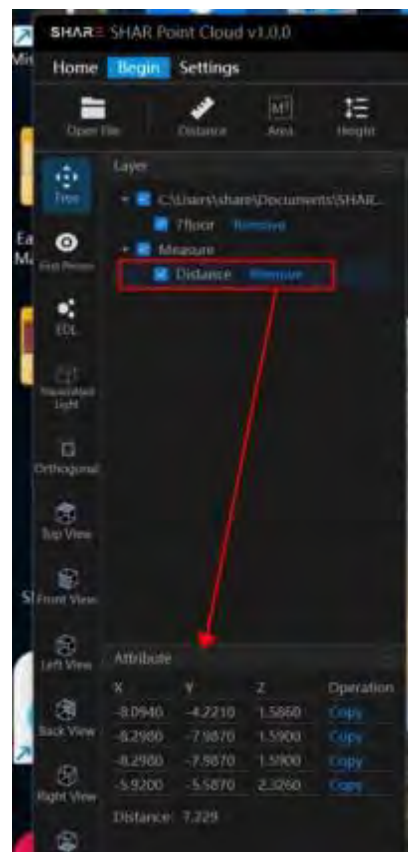 SHARE SHAR Point Cloud v1.0.0
Home Begin Settings
Open File Distance Area Height
Layer
Free
C:\Users\share\Documents\SHAR...
7floor Remove
Measure
First Person
Distance Remove
EDL
Light
Orthogonal
Top View
Front View
Left View
Back View
Right View
Attribute
X Y Z Operation
-8.0940 -4.2210 1.5860 Copy
-8.2980 -7.9870 1.5900 Copy
-8.2980 -7.9870 1.5900 Copy
-5.9200 -5.5870 2.3260 Copy
Distance: 7.229